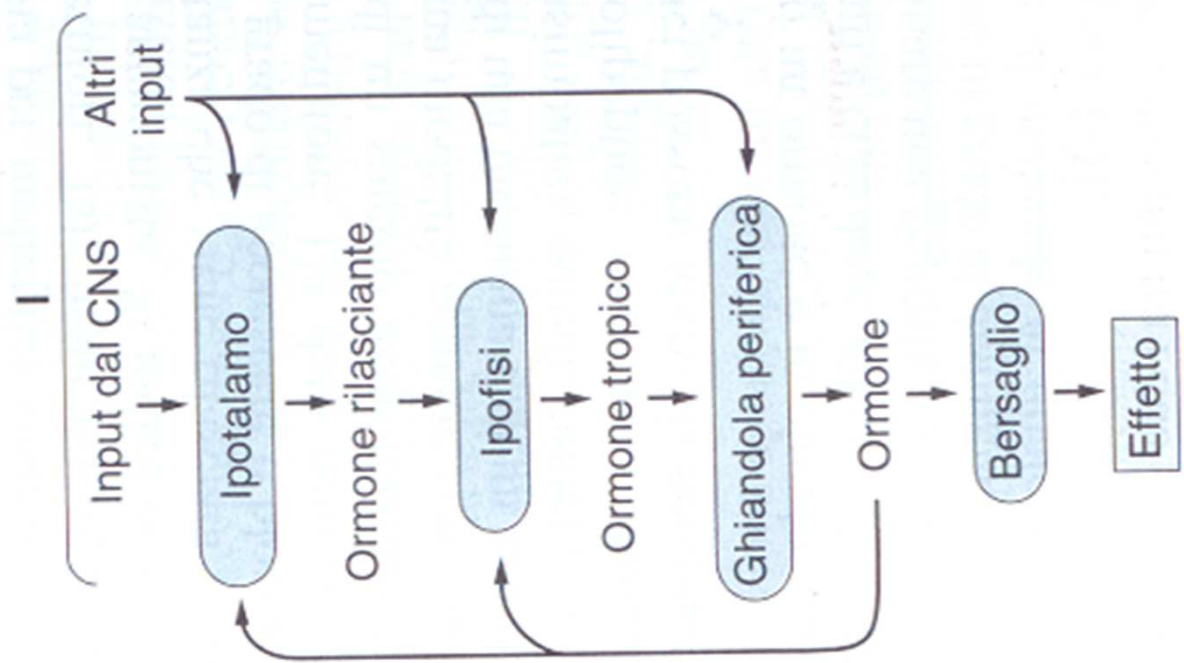 I
Input dal CNS
Altri
input
Ipotalamo
Ormone rilasciante
Ipofisi
Ormone tropico
Ghiandola periferica
Ormone
Bersaglio
Effetto